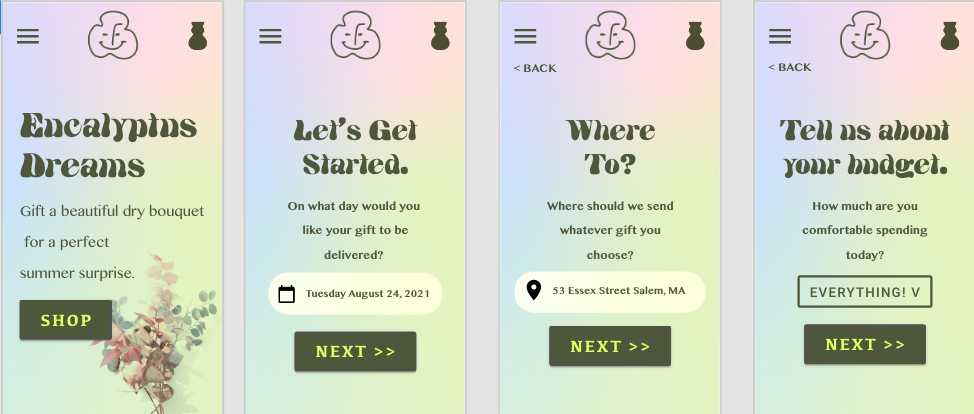 Eucalyptus
Dreams
Gift a beautiful dry bouquet
for a perfect
summer surprise.
SHOP
Let's Get
Started.
On what day would you
like your gift to be
delivered?
Tuesday August 24, 2021
NEXT >>
< BACK
Where
To?
Where should we send
whatever gift you
choose?
53 Essex Street Salem, MA
NEXT >>
< BACK
Tell us about
your budget.
How much are you
comfortable spending
today?
EVERYTHING! V
NEXT >>